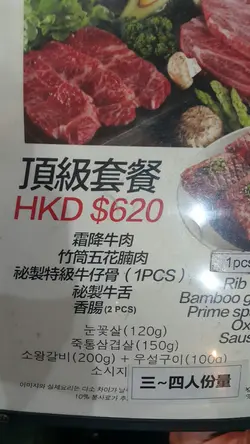 頂級套餐
HKD $620
霜降牛肉
竹筒五花腩肉
祕製特級牛仔骨（1PCS）
祕製牛舌
香腸(2 PCS)
1pcs
Rib
Bamboo
Prime
Ox
Saus
눈꽃살(120g)
죽통삼겹살(150g)
소왕갈비(200g) + 우설구이(100g)
소시지
三~四人份量
10%